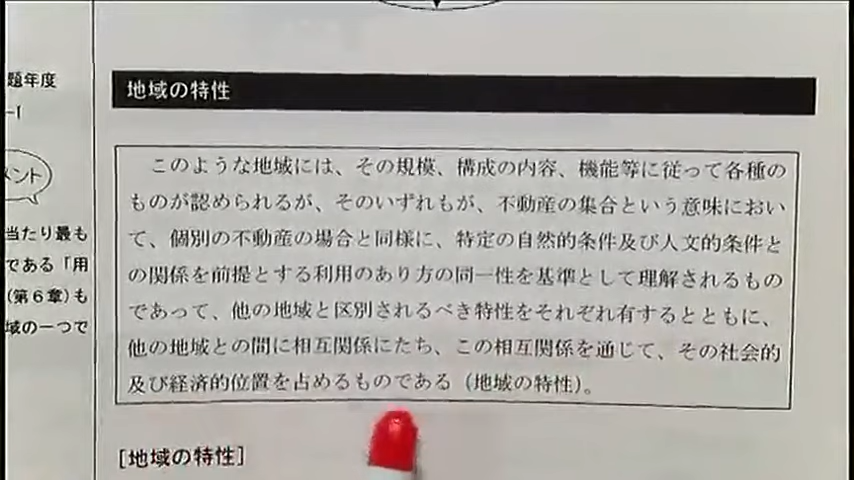 題年度
-1
地域の特性
メント
このような地域には、その規模、構成の内容、機能等に従って各種の
ものが認められるが、そのいずれもが、不動産の集合という意味におい
て、個別の不動産の場合と同様に、特定の自然的条件及び人文的条件と
の関係を前提とする利用のあり方の同一性を基準として理解されるもの
であって、他の地域と区別されるべき特性をそれぞれ有するとともに、
他の地域との間に相互関係にたち、この相互関係を通じて、その社会的
及び経済的位置を占めるものである（地域の特性）。
当たり最も
である「用
(第６章)も
域の一つで
[地域の特性]